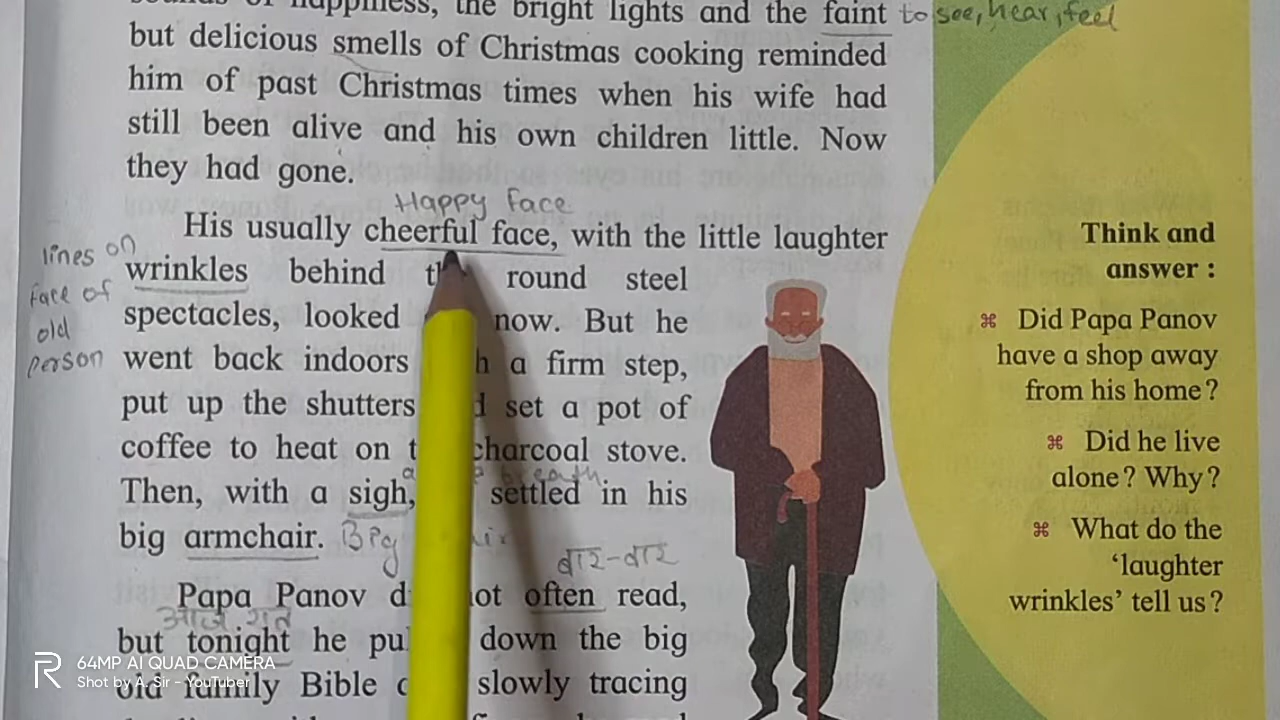 happiness, the bright lights and the faint to see, hear, feel
but delicious smells of Christmas cooking reminded
him of past Christmas times when his wife had
still been alive and his own children little. Now
they had gone.
Happy face
His usually cheerful face, with the little laughter
lines on
wrinkles behind round steel
face of
spectacles, looked now. But he
old
person
went back indoors a firm step,
put up the shutters set a pot of
coffee to heat on charcoal stove.
breath
Then, with a sigh, settled in his
big armchair. Big
बार-बार
Papa Panov not often read,
आज रात
but tonight he down the big
old family Bible slowly tracing
Think and
answer :
⌘ Did Papa Panov
have a shop away
from his home?
⌘ Did he live
alone? Why?
⌘ What do the
‘laughter
wrinkles’ tell us?
64MP AI QUAD CAMERA
Shot by A. Sir - YouTuber